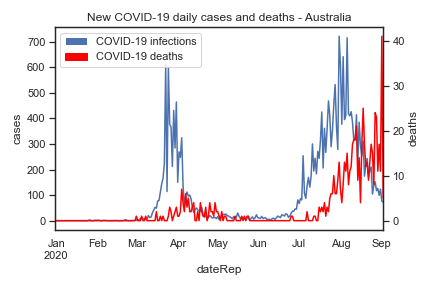 New COVID-19 daily cases and deaths - Australia
COVID-19 infections
COVID-19 deaths
700
600
500
400
300
200
100
0
cases
40
30
20
10
0
deaths
Jan Feb Mar Apr May Jun Jul Aug Sep
2020
dateRep